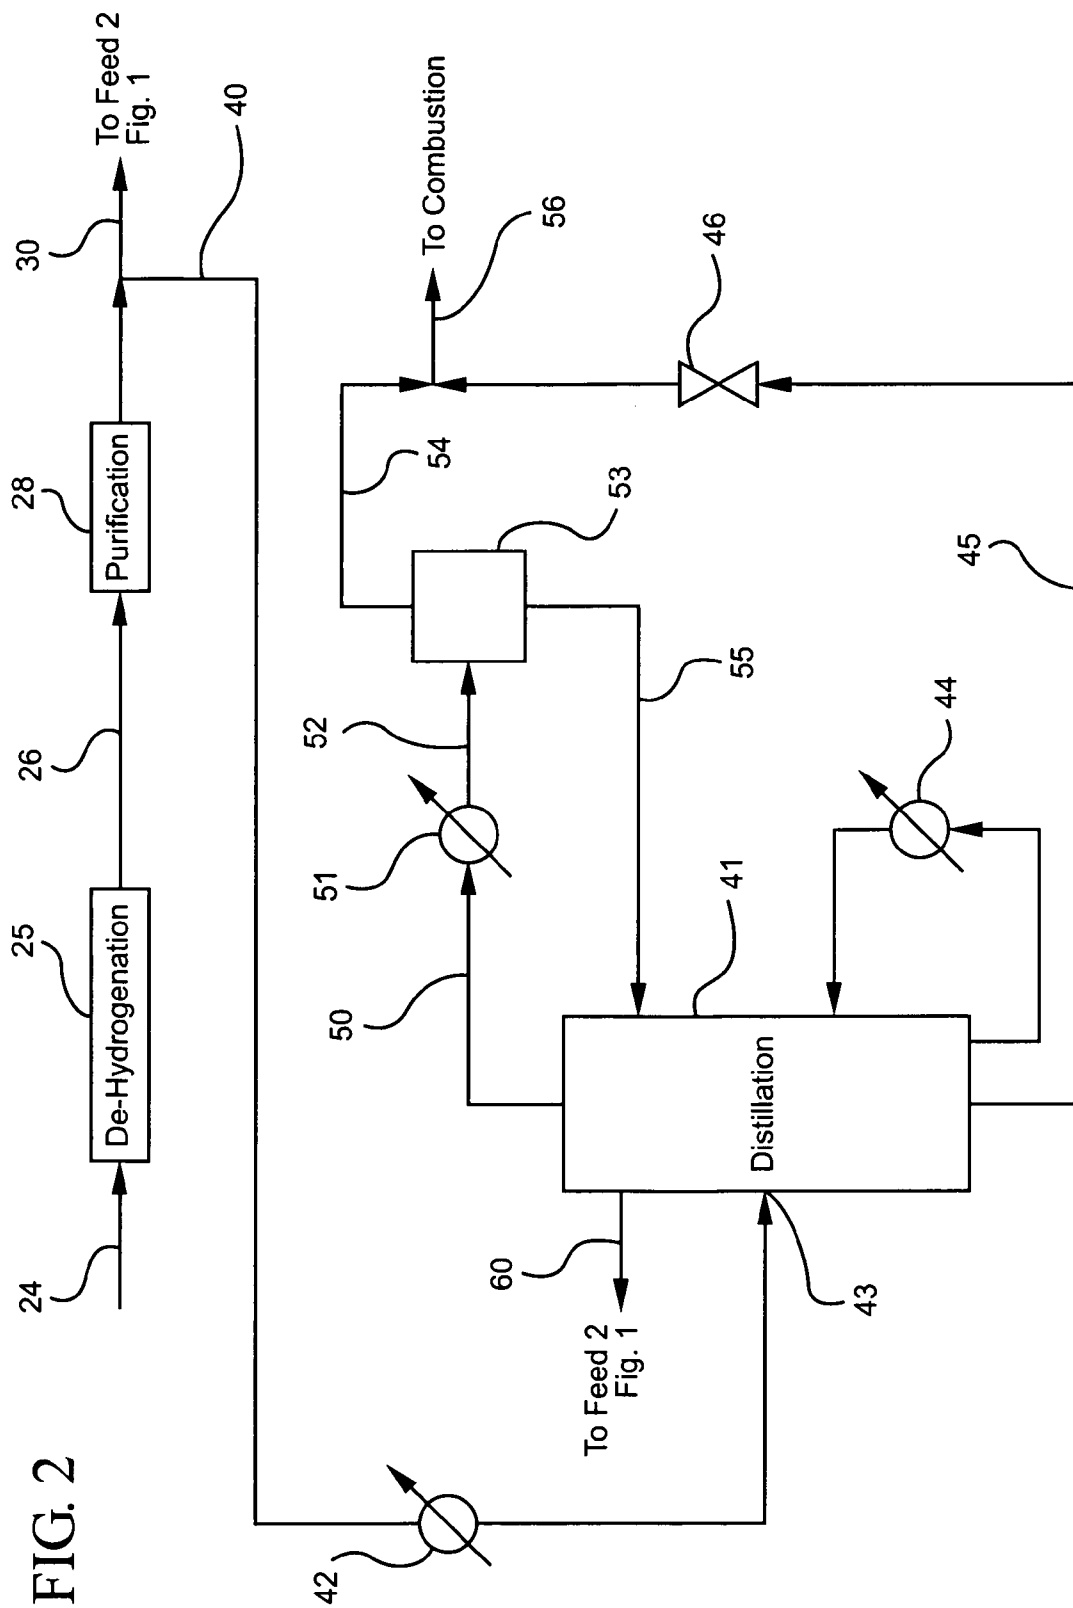 FIG. 2
24
25
De-Hydrogenation
26
28
Purification
30
To Feed 2
Fig. 1
40
42
43
60
To Feed 2
Fig. 1
Distillation
41
50
51
52
53
54
55
56
To Combustion
44
45
46